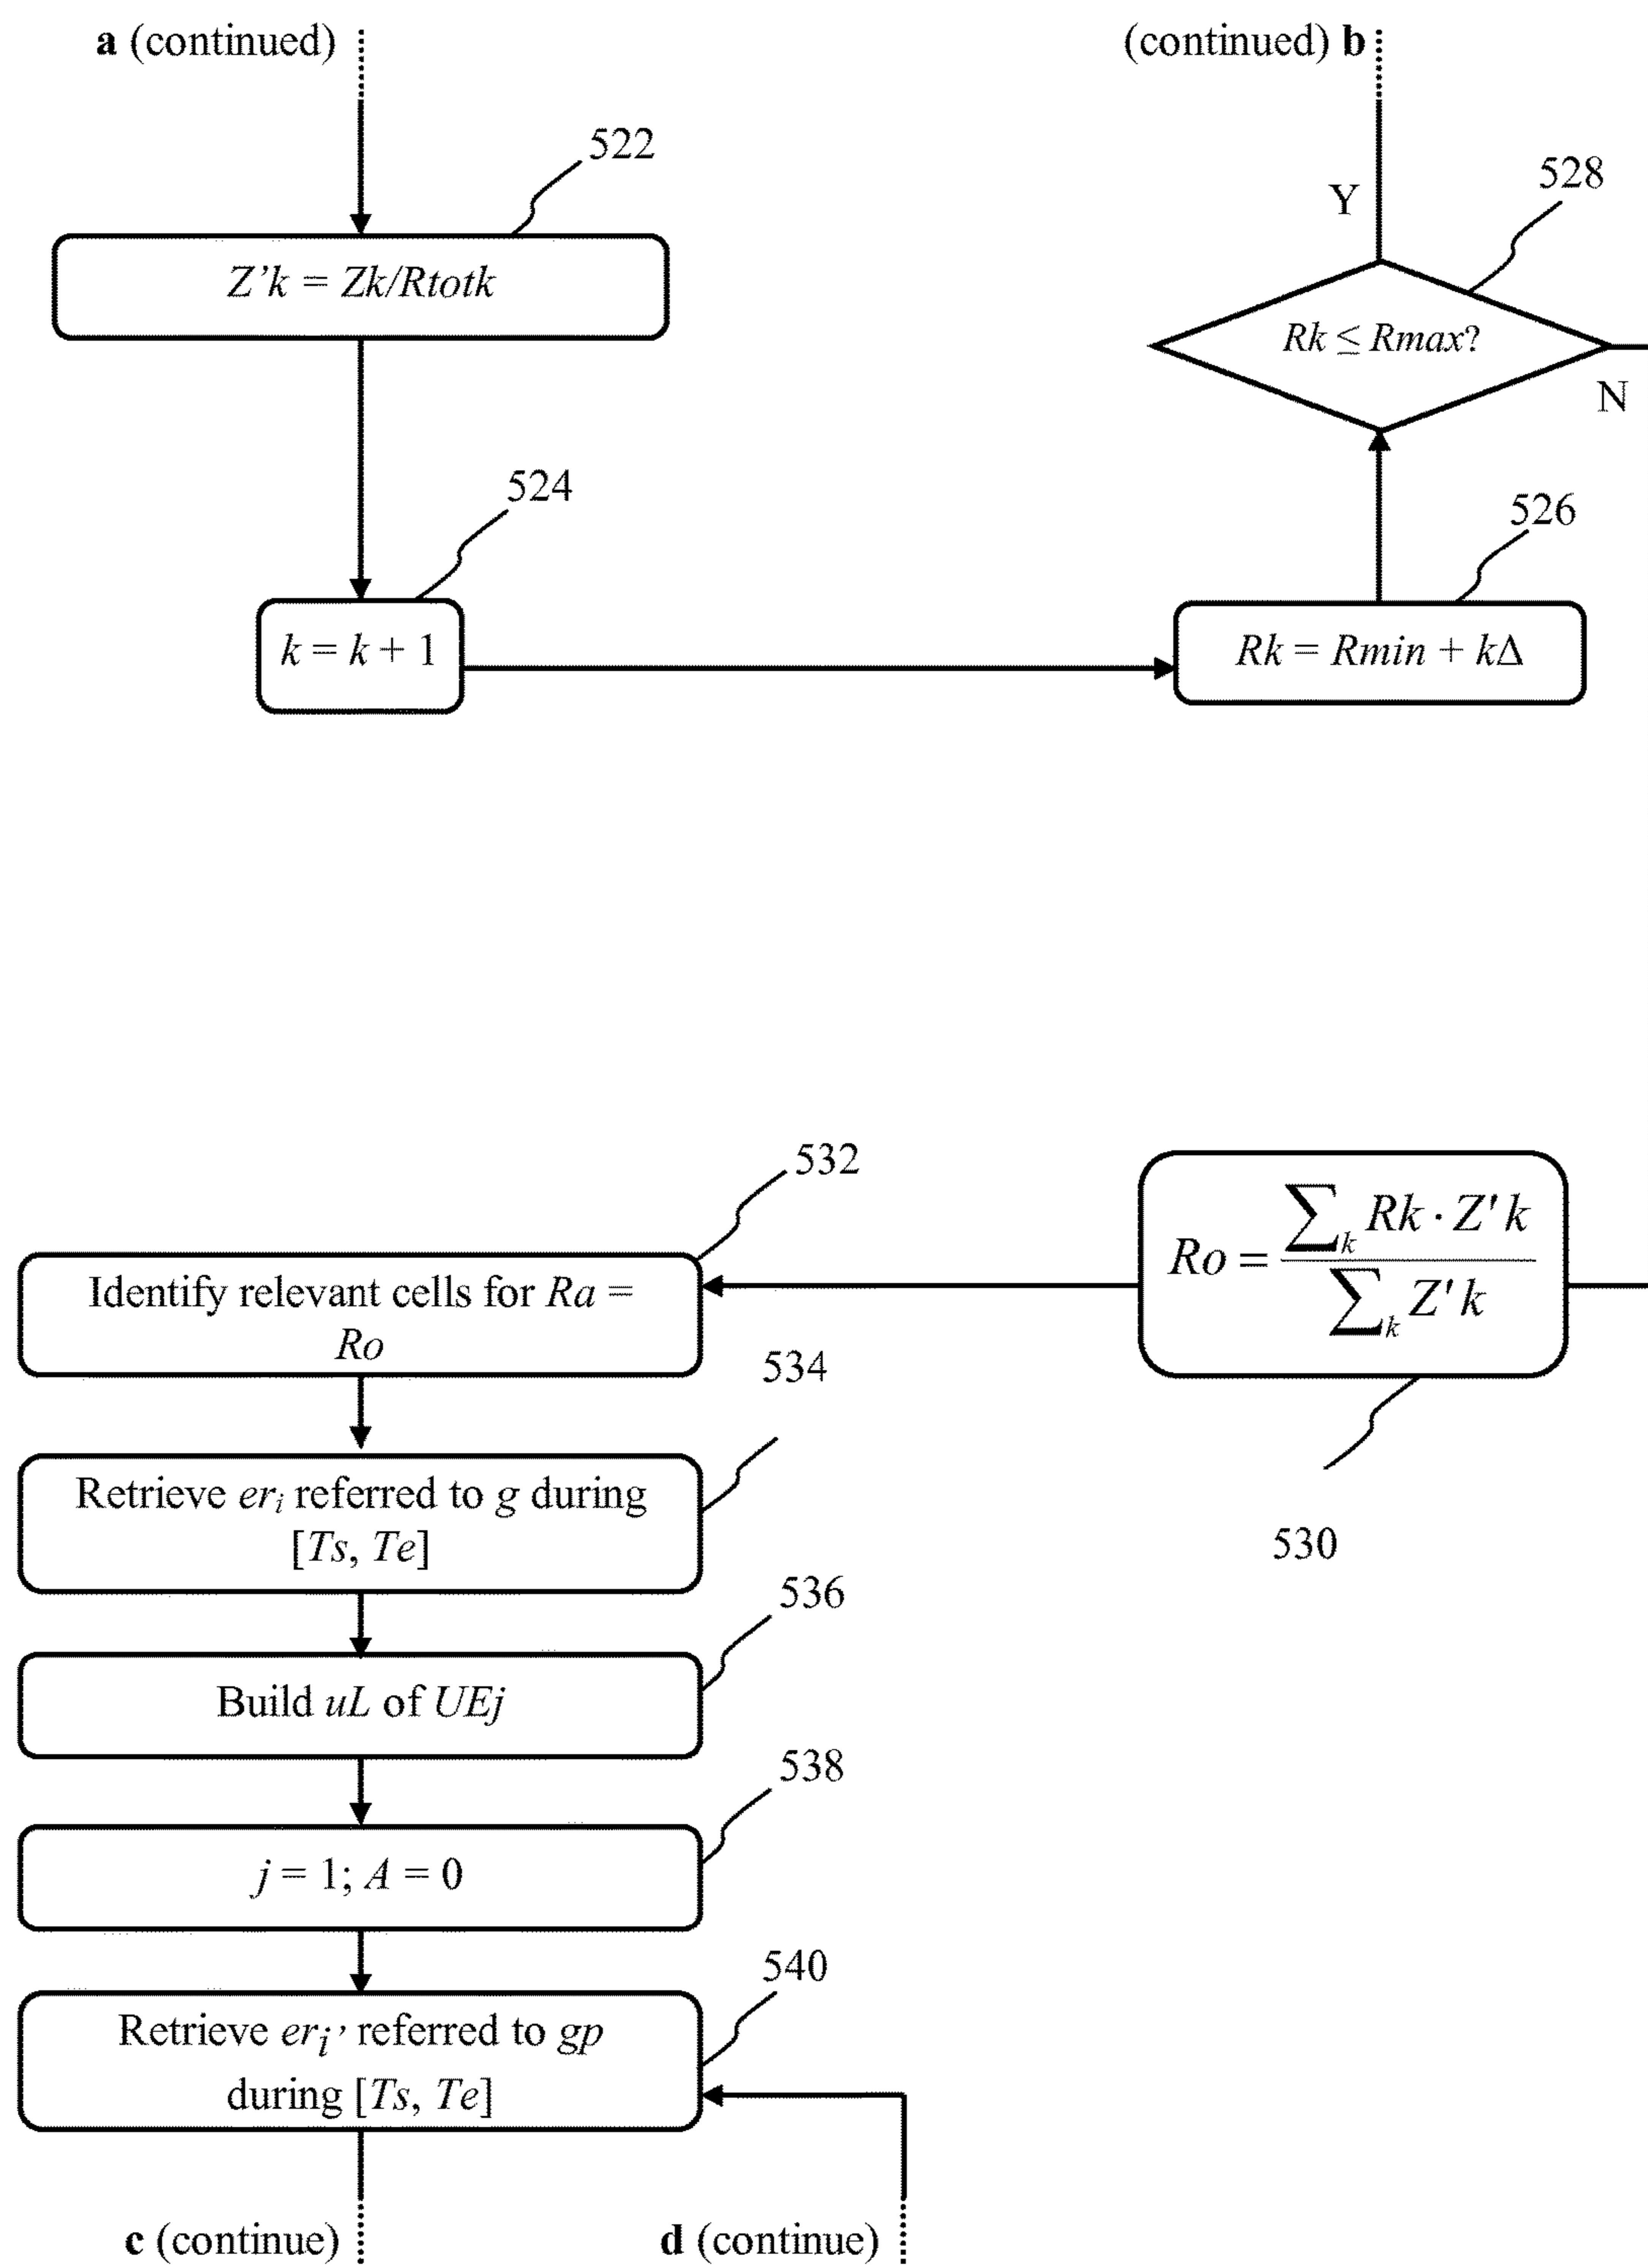 a (continued)
(continued) b
522
528
Y
Z’k = Zk/Rtotk
Rk ≤ Rmax?
N
524
526
k = k + 1
Rk = Rmin + kΔ
532
Ro = ∑k Rk · Z' k / ∑k Z' k
Identify relevant cells for Ra =
Ro
534
Retrieve eri referred to g during
[Ts, Te]
530
536
Build uL of UEj
538
j = 1; A = 0
540
Retrieve eri’ referred to gp
during [Ts, Te]
c (continue)
d (continue)